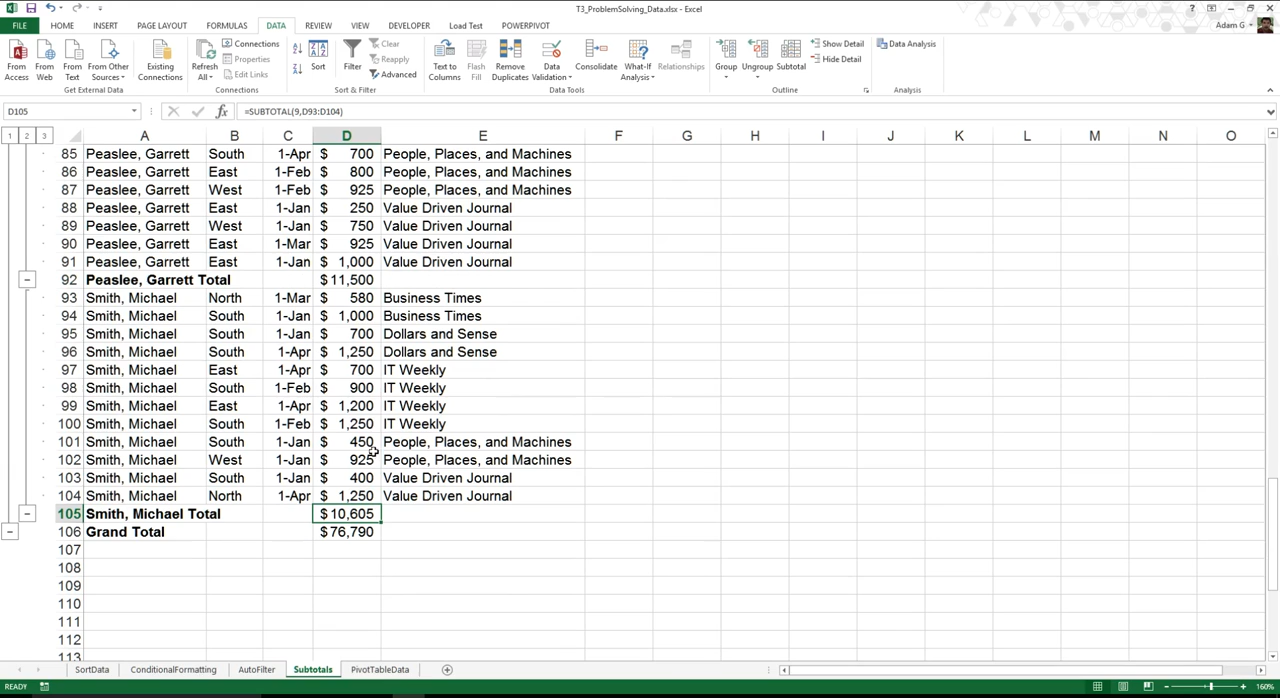 T3_ProblemSolving_Data.xlsx - Excel
FILE HOME INSERT PAGE LAYOUT FORMULAS DATA REVIEW VIEW DEVELOPER Load Test POWERPIVOT Adam G
From Access From Web From Text From Other Sources Existing Connections Refresh All Connections Properties Edit Links Sort Filter Clear Reapply Advanced Text to Columns Flash Fill Remove Duplicates Data Validation Consolidate What-If Analysis Relationships Group Ungroup Subtotal Show Detail Hide Detail Data Analysis
Get External Data Connections Sort & Filter Data Tools Outline Analysis
D105 fx =SUBTOTAL(9,D93:D104)
1 2 3 A B C D E F G H I J K L M N O
85 Peaslee, Garrett South 1-Apr $ 700 People, Places, and Machines
86 Peaslee, Garrett East 1-Feb $ 800 People, Places, and Machines
87 Peaslee, Garrett West 1-Feb $ 925 People, Places, and Machines
88 Peaslee, Garrett East 1-Jan $ 250 Value Driven Journal
89 Peaslee, Garrett West 1-Jan $ 750 Value Driven Journal
90 Peaslee, Garrett East 1-Mar $ 925 Value Driven Journal
91 Peaslee, Garrett East 1-Jan $ 1,000 Value Driven Journal
92 Peaslee, Garrett Total $ 11,500
93 Smith, Michael North 1-Mar $ 580 Business Times
94 Smith, Michael South 1-Jan $ 1,000 Business Times
95 Smith, Michael South 1-Jan $ 700 Dollars and Sense
96 Smith, Michael South 1-Apr $ 1,250 Dollars and Sense
97 Smith, Michael East 1-Apr $ 700 IT Weekly
98 Smith, Michael South 1-Feb $ 900 IT Weekly
99 Smith, Michael East 1-Apr $ 1,200 IT Weekly
100 Smith, Michael South 1-Feb $ 1,250 IT Weekly
101 Smith, Michael South 1-Jan $ 450 People, Places, and Machines
102 Smith, Michael West 1-Jan $ 925 People, Places, and Machines
103 Smith, Michael South 1-Jan $ 400 Value Driven Journal
104 Smith, Michael North 1-Apr $ 1,250 Value Driven Journal
105 Smith, Michael Total $ 10,605
106 Grand Total $ 76,790
107
108
109
110
111
112
113
SortData ConditionalFormatting AutoFilter Subtotals PivotTableData
READY 160%